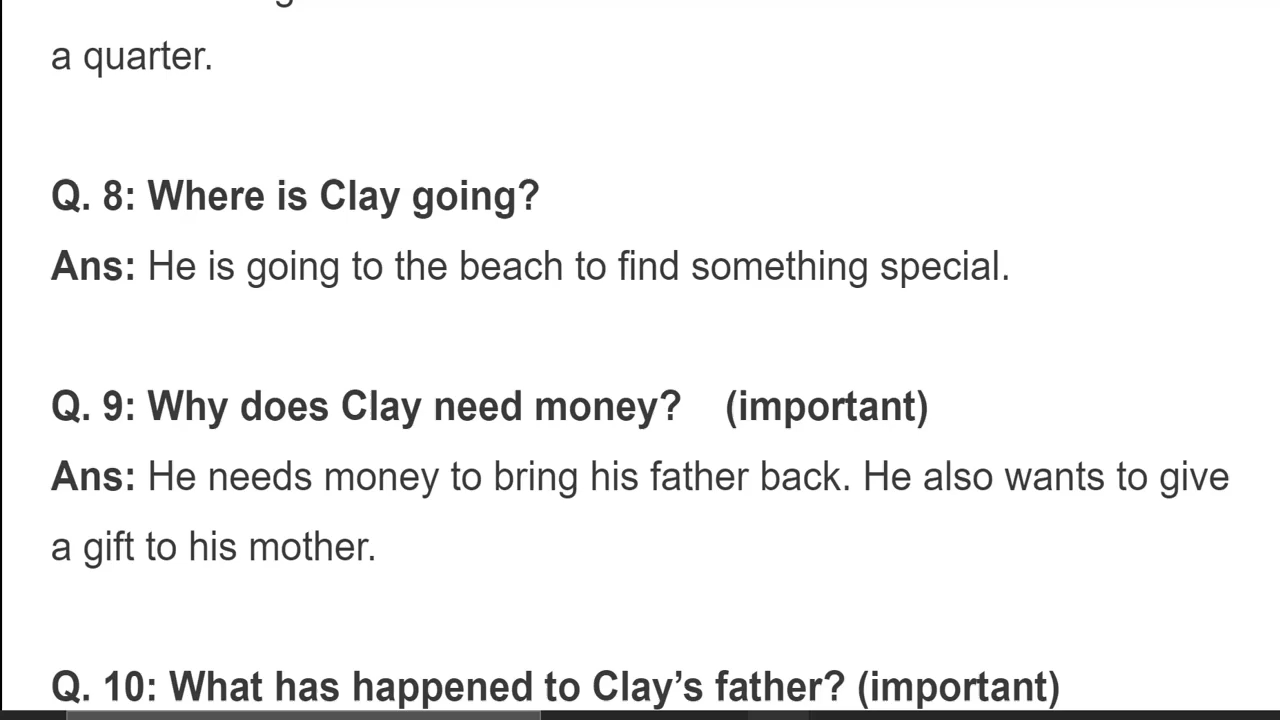 a quarter.
Q. 8: Where is Clay going?
Ans: He is going to the beach to find something special.
Q. 9: Why does Clay need money? (important)
Ans: He needs money to bring his father back. He also wants to give
a gift to his mother.
Q. 10: What has happened to Clay’s father? (important)